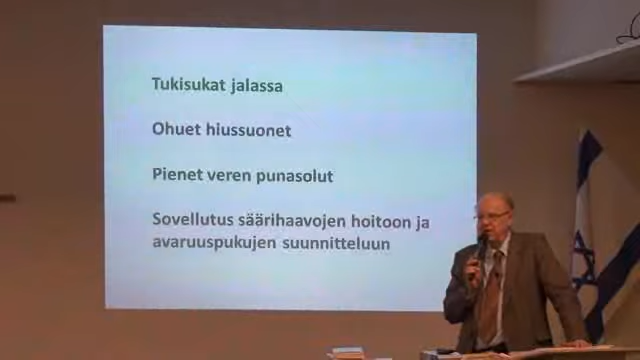 Tukisukat jalassa
Ohuet hiussuonet
Pienet veren punasolut
Sovellutus säärihaavojen hoitoon ja
avaruuspukujen suunnitteluun